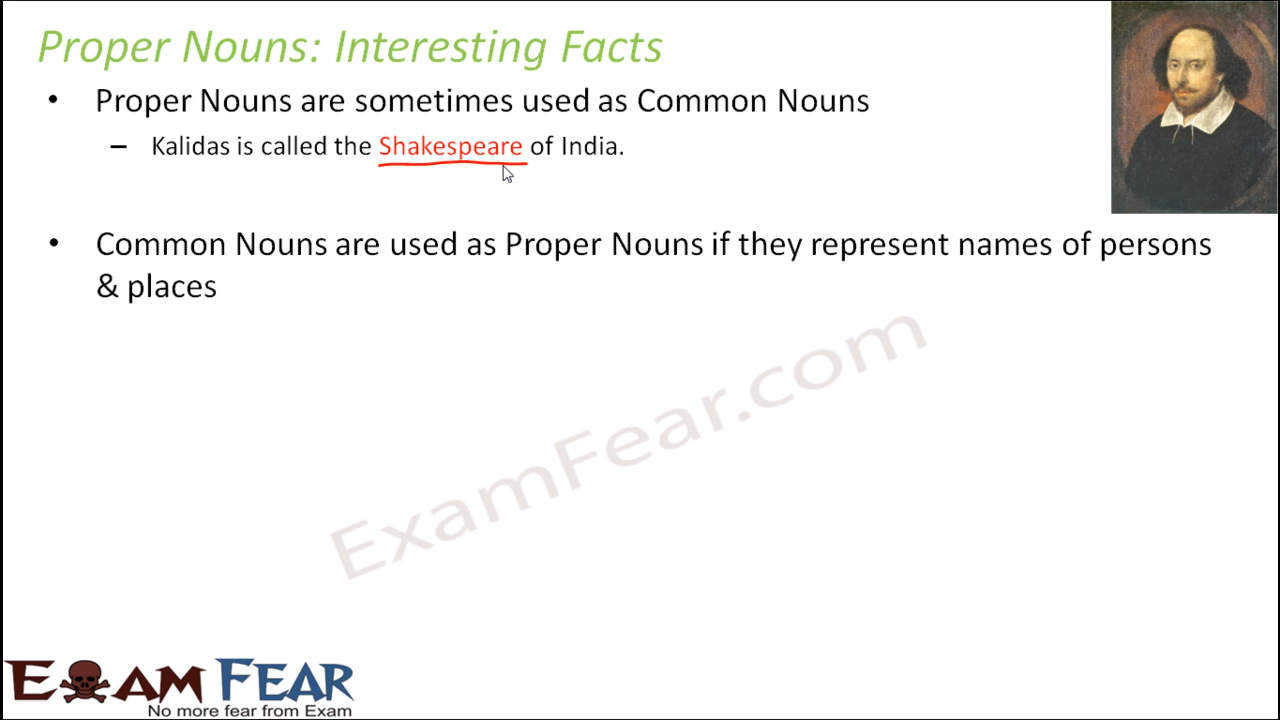 Proper Nouns: Interesting Facts
• Proper Nouns are sometimes used as Common Nouns
– Kalidas is called the Shakespeare of India.
• Common Nouns are used as Proper Nouns if they represent names of persons
& places
ExamFear.com
EXAM FEAR
No more fear from Exam